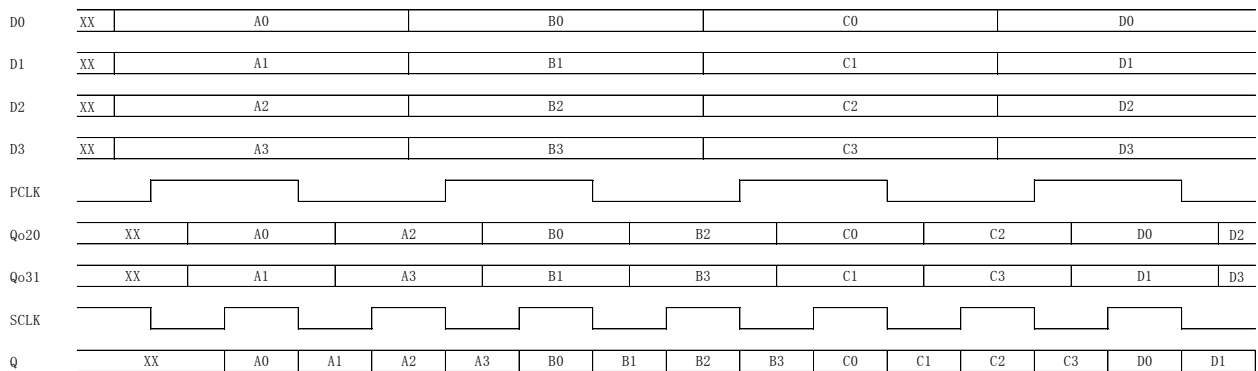 D0 XX A0 B0 C0 D0
D1 XX A1 B1 C1 D1
D2 XX A2 B2 C2 D2
D3 XX A3 B3 C3 D3
PCLK
Qo20 XX A0 A2 B0 B2 C0 C2 D0 D2
Qo31 XX A1 A3 B1 B3 C1 C3 D1 D3
SCLK
Q XX A0 A1 A2 A3 B0 B1 B2 B3 C0 C1 C2 C3 D0 D1